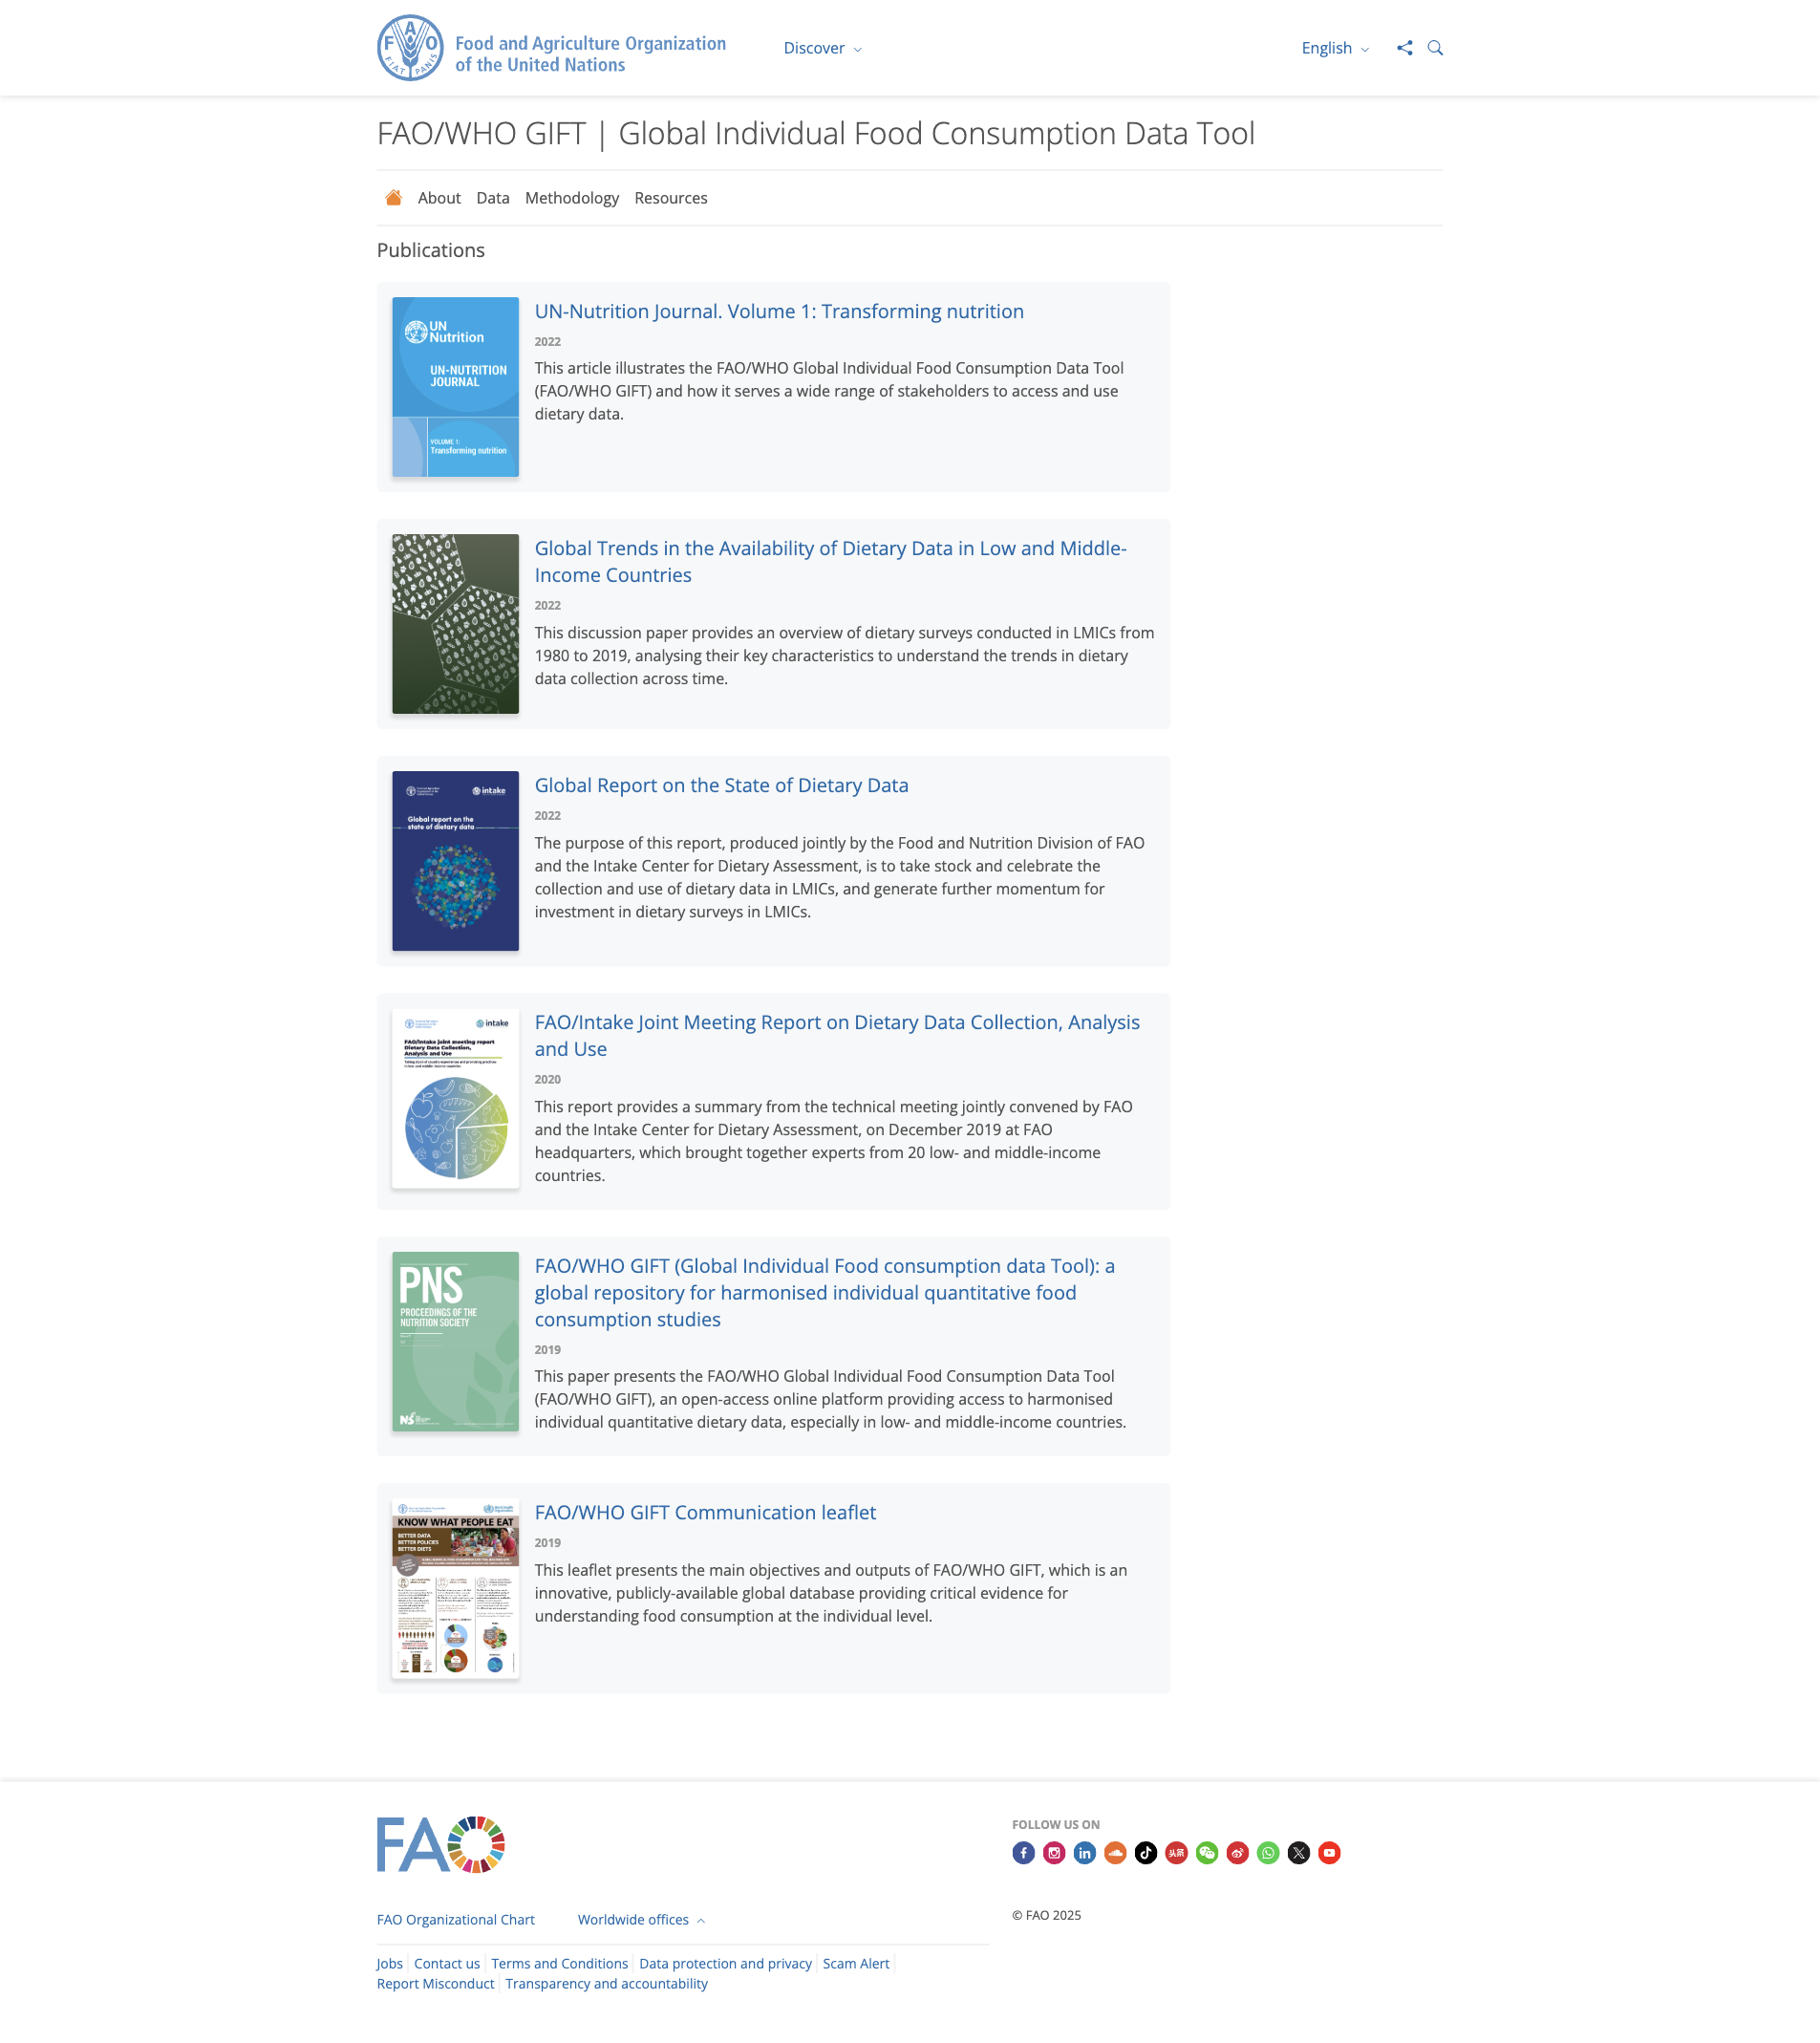 FAO
FIAT PANIS
Food and Agriculture Organization
of the United Nations
Discover
English
FAO/WHO GIFT | Global Individual Food Consumption Data Tool
About Data Methodology Resources
Publications
UN
Nutrition
UN-NUTRITION
JOURNAL
VOLUME 1:
Transforming nutrition
UN-Nutrition Journal. Volume 1: Transforming nutrition
2022
This article illustrates the FAO/WHO Global Individual Food Consumption Data Tool
(FAO/WHO GIFT) and how it serves a wide range of stakeholders to access and use
dietary data.
Global Trends in the Availability of Dietary Data in Low and Middle-
Income Countries
2022
This discussion paper provides an overview of dietary surveys conducted in LMICs from
1980 to 2019, analysing their key characteristics to understand the trends in dietary
data collection across time.
intake
Global report on the
state of dietary data
Global Report on the State of Dietary Data
2022
The purpose of this report, produced jointly by the Food and Nutrition Division of FAO
and the Intake Center for Dietary Assessment, is to take stock and celebrate the
collection and use of dietary data in LMICs, and generate further momentum for
investment in dietary surveys in LMICs.
intake
FAO/Intake joint meeting report
Dietary Data Collection,
Analysis and Use
FAO/Intake Joint Meeting Report on Dietary Data Collection, Analysis
and Use
2020
This report provides a summary from the technical meeting jointly convened by FAO
and the Intake Center for Dietary Assessment, on December 2019 at FAO
headquarters, which brought together experts from 20 low- and middle-income
countries.
PNS
PROCEEDINGS OF THE
NUTRITION SOCIETY
NS
FAO/WHO GIFT (Global Individual Food consumption data Tool): a
global repository for harmonised individual quantitative food
consumption studies
2019
This paper presents the FAO/WHO Global Individual Food Consumption Data Tool
(FAO/WHO GIFT), an open-access online platform providing access to harmonised
individual quantitative dietary data, especially in low- and middle-income countries.
KNOW WHAT PEOPLE EAT
BETTER DATA
BETTER POLICIES
BETTER DIETS
FAO/WHO GIFT Communication leaflet
2019
This leaflet presents the main objectives and outputs of FAO/WHO GIFT, which is an
innovative, publicly-available global database providing critical evidence for
understanding food consumption at the individual level.
FAO
FOLLOW US ON
头条
FAO Organizational Chart Worldwide offices
© FAO 2025
Jobs Contact us Terms and Conditions Data protection and privacy Scam Alert
Report Misconduct Transparency and accountability